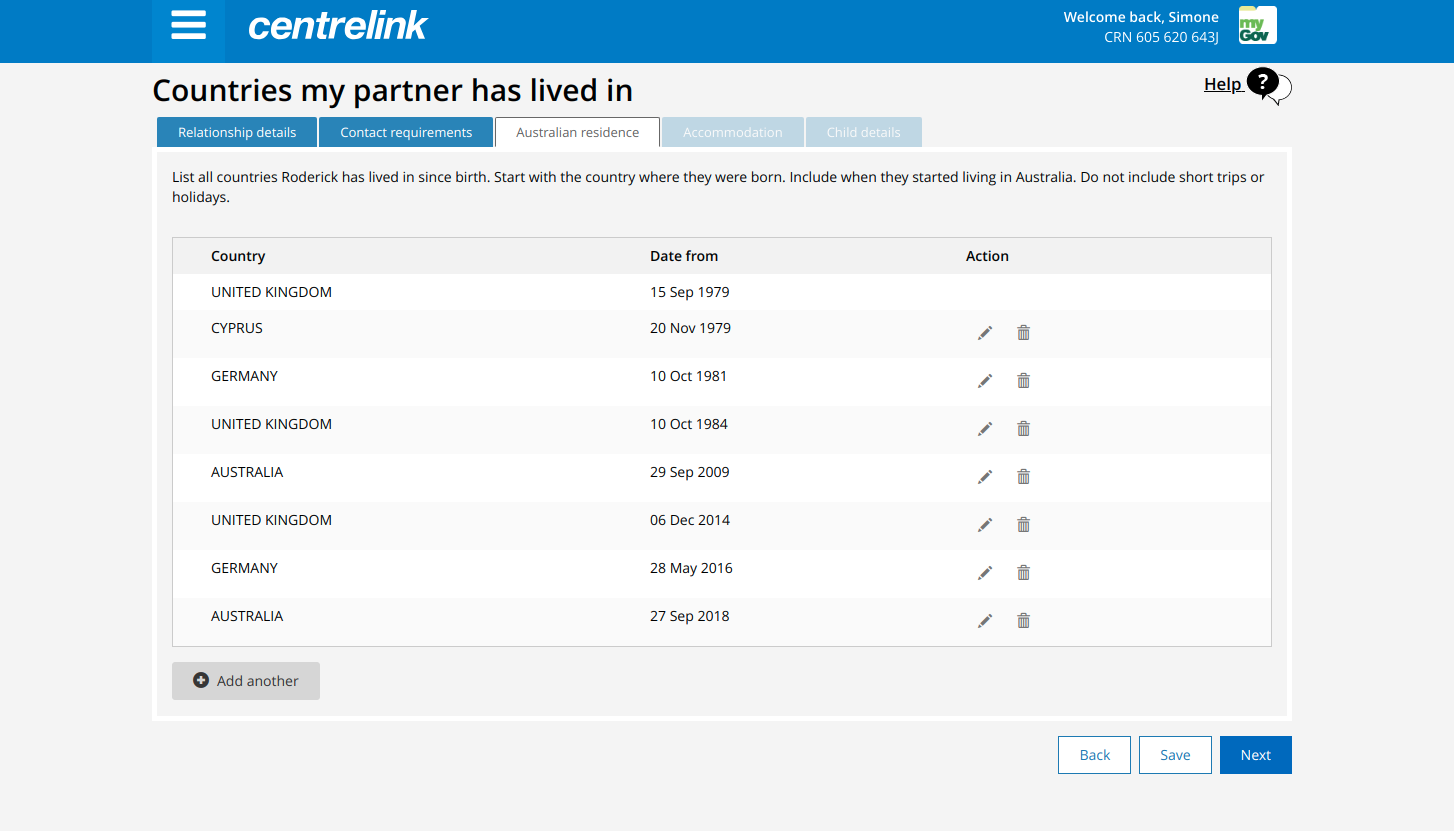 centrelink
Welcome back, Simone
CRN 605 620 643J
my
Gov
Countries my partner has lived in
Help ?
Relationship details Contact requirements Australian residence Accommodation Child details
List all countries Roderick has lived in since birth. Start with the country where they were born. Include when they started living in Australia. Do not include short trips or
holidays.
Country Date from Action
UNITED KINGDOM 15 Sep 1979
CYPRUS 20 Nov 1979
GERMANY 10 Oct 1981
UNITED KINGDOM 10 Oct 1984
AUSTRALIA 29 Sep 2009
UNITED KINGDOM 06 Dec 2014
GERMANY 28 May 2016
AUSTRALIA 27 Sep 2018
Add another
Back Save Next